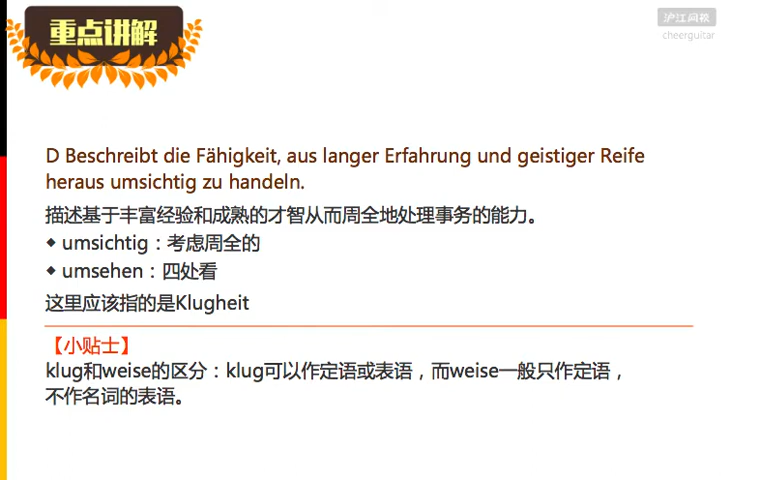 重点讲解
沪江网校
cheerguitar
D Beschreibt die Fähigkeit, aus langer Erfahrung und geistiger Reife
heraus umsichtig zu handeln.
描述基于丰富经验和成熟的才智从而周全地处理事务的能力。
◆ umsichtig：考虑周全的
◆ umsehen：四处看
这里应该指的是Klugheit
【小贴士】
klug和weise的区分：klug可以作定语或表语，而weise一般只作定语，
不作名词的表语。